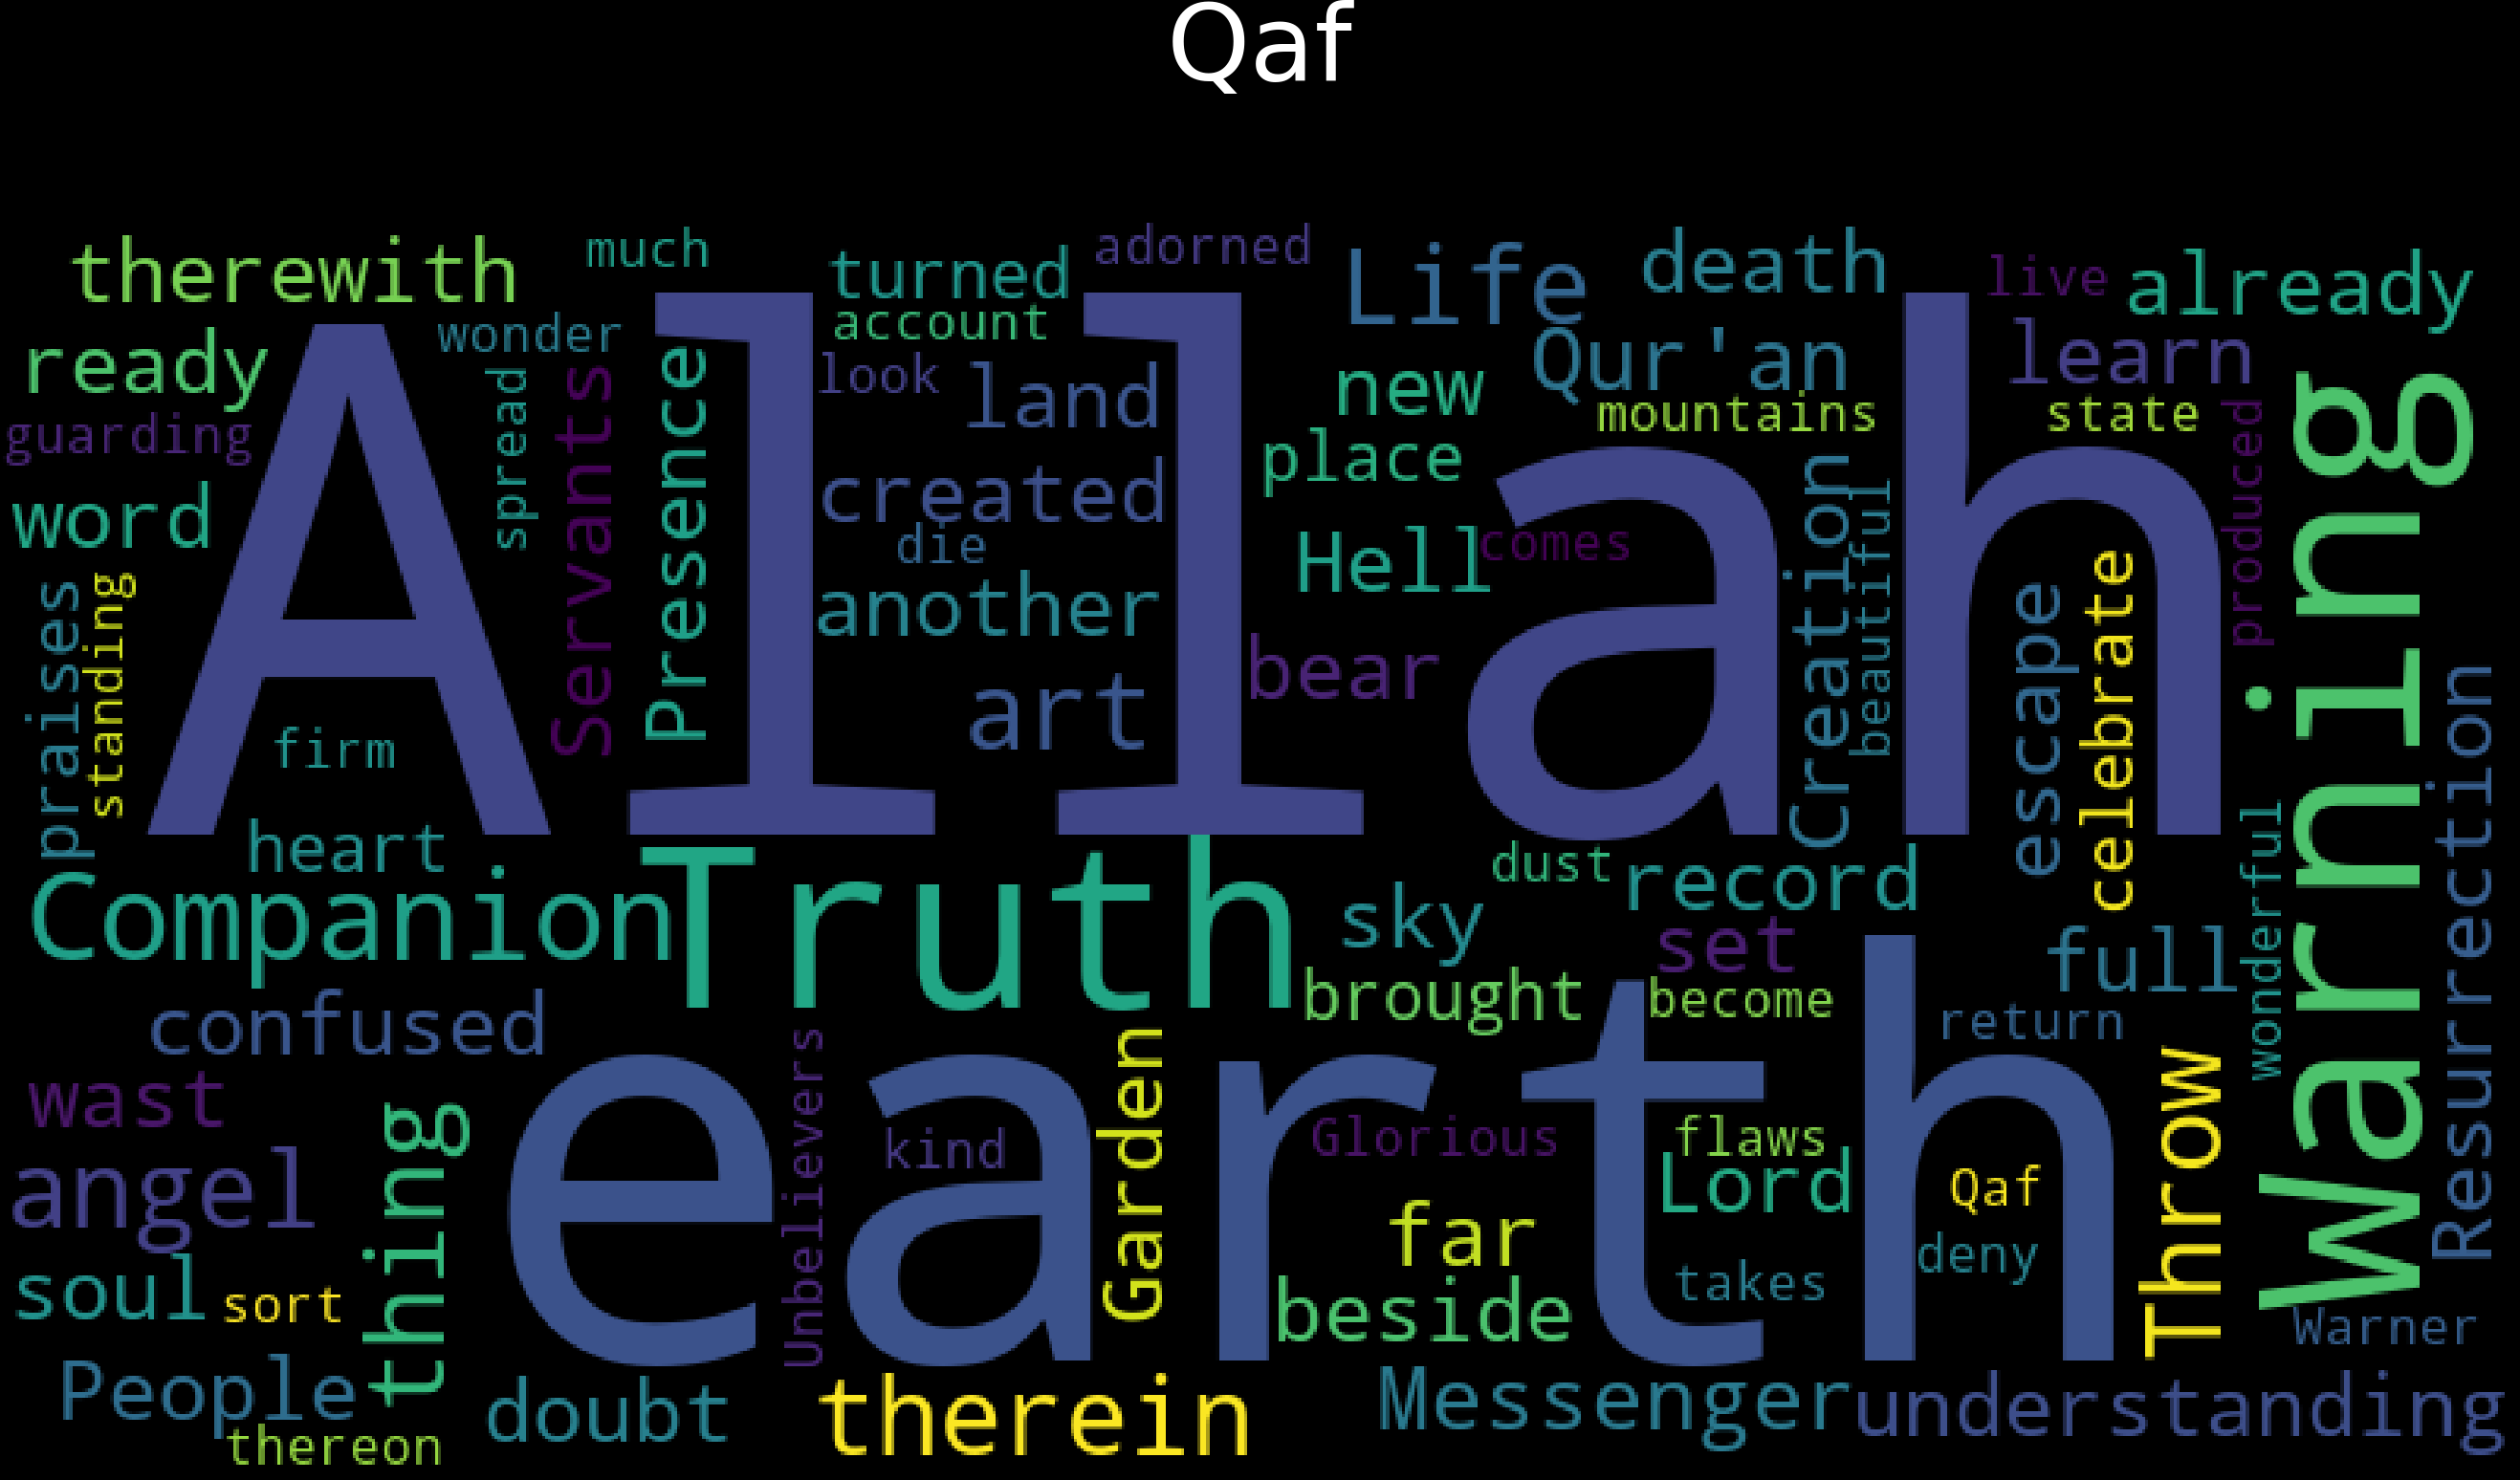 Qaf
therewith
much
turned
adorned
Life
death
live
already
ready
wonder
account
look
land
Qur'an
learn
new
mountains
state
guarding
spread
Servants
Presence
created
place
Creation
beautiful
produced
Warning
word
die
Hell
comes
another
praises
standing
firm
art
bear
escape
celebrate
Resurrection
Allah
heart
Companion
Truth
dust
record
sky
set
full
wonderful
confused
brought
become
return
wast
thing
Unbelievers
kind
Garden
Glorious
flaws
Lord
Qaf
Throw
angel
earth
far
deny
soul
sort
beside
takes
Warner
People
thereon
doubt
therein
Messenger
understanding